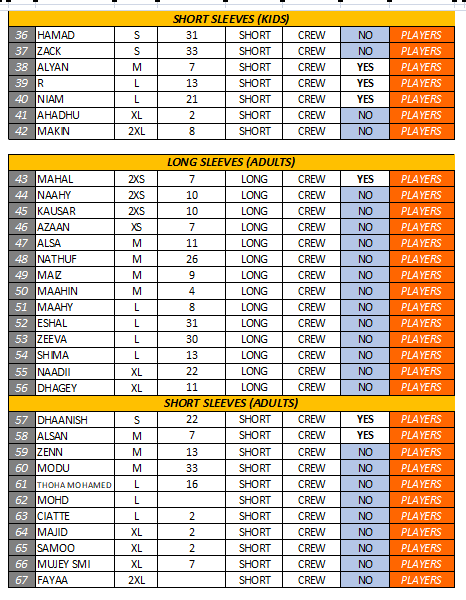 SHORT SLEEVES (KIDS)
36 HAMAD S 31 SHORT CREW NO PLAYERS
37 ZACK S 33 SHORT CREW NO PLAYERS
38 ALYAN M 7 SHORT CREW YES PLAYERS
39 R L 13 SHORT CREW YES PLAYERS
40 NIAM L 21 SHORT CREW YES PLAYERS
41 AHADHU XL 2 SHORT CREW NO PLAYERS
42 MAKIN 2XL 8 SHORT CREW NO PLAYERS
LONG SLEEVES (ADULTS)
43 MAHAL 2XS 7 LONG CREW YES PLAYERS
44 NAAHY 2XS 10 LONG CREW NO PLAYERS
45 KAUSAR 2XS 10 LONG CREW NO PLAYERS
46 AZAAN XS 7 LONG CREW NO PLAYERS
47 ALSA M 11 LONG CREW NO PLAYERS
48 NATHUF M 26 LONG CREW NO PLAYERS
49 MAIZ M 9 LONG CREW NO PLAYERS
50 MAAHIN M 4 LONG CREW NO PLAYERS
51 MAAHY L 8 LONG CREW NO PLAYERS
52 ESHAL L 31 LONG CREW NO PLAYERS
53 ZEEVA L 30 LONG CREW NO PLAYERS
54 SHIMA L 13 LONG CREW NO PLAYERS
55 NAADII XL 22 LONG CREW NO PLAYERS
56 DHAGEY XL 11 LONG CREW NO PLAYERS
SHORT SLEEVES (ADULTS)
57 DHAANISH S 22 SHORT CREW YES PLAYERS
58 ALSAN M 7 SHORT CREW YES PLAYERS
59 ZENN M 13 SHORT CREW NO PLAYERS
60 MODU M 33 SHORT CREW NO PLAYERS
61 THOHA MOHAMED L 16 SHORT CREW NO PLAYERS
62 MOHD L SHORT CREW NO PLAYERS
63 CIATTE L 2 SHORT CREW NO PLAYERS
64 MAJID XL 2 SHORT CREW NO PLAYERS
65 SAMOO XL 2 SHORT CREW NO PLAYERS
66 MUJEY SMI XL 7 SHORT CREW NO PLAYERS
67 FAYAA 2XL SHORT CREW NO PLAYERS